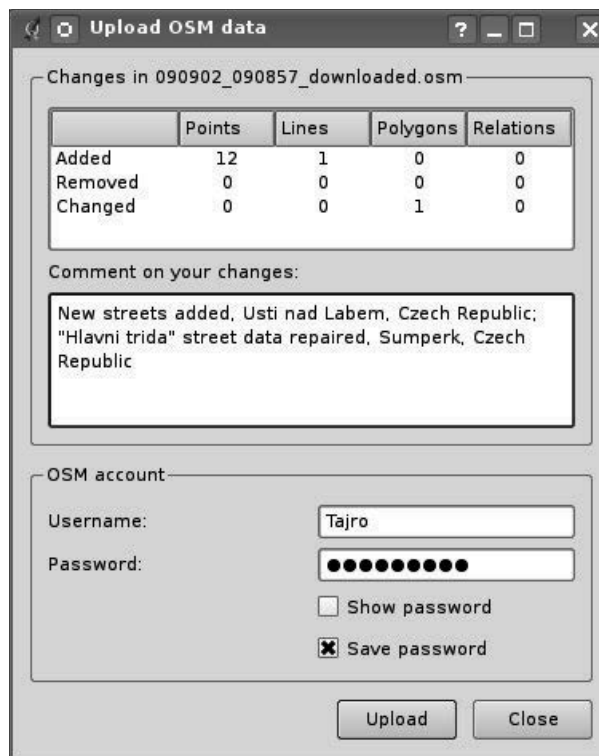 Upload OSM data
?
Changes in 090902_090857_downloaded.osm
Points Lines Polygons Relations
Added 12 1 0 0
Removed 0 0 0 0
Changed 0 0 1 0
Comment on your changes:
New streets added, Usti nad Labem, Czech Republic;
"Hlavni trida" street data repaired, Sumperk, Czech
Republic
OSM account
Username: Tajro
Password: ●●●●●●●●●
Show password
Save password
Upload Close